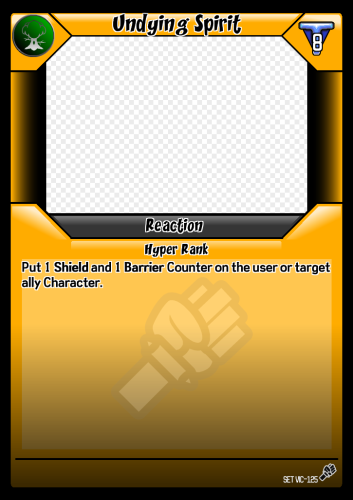 Undying Spirit
8
Reaction
Hyper Rank
Put 1 Shield and 1 Barrier Counter on the user or target
ally Character.
SET VIC-125